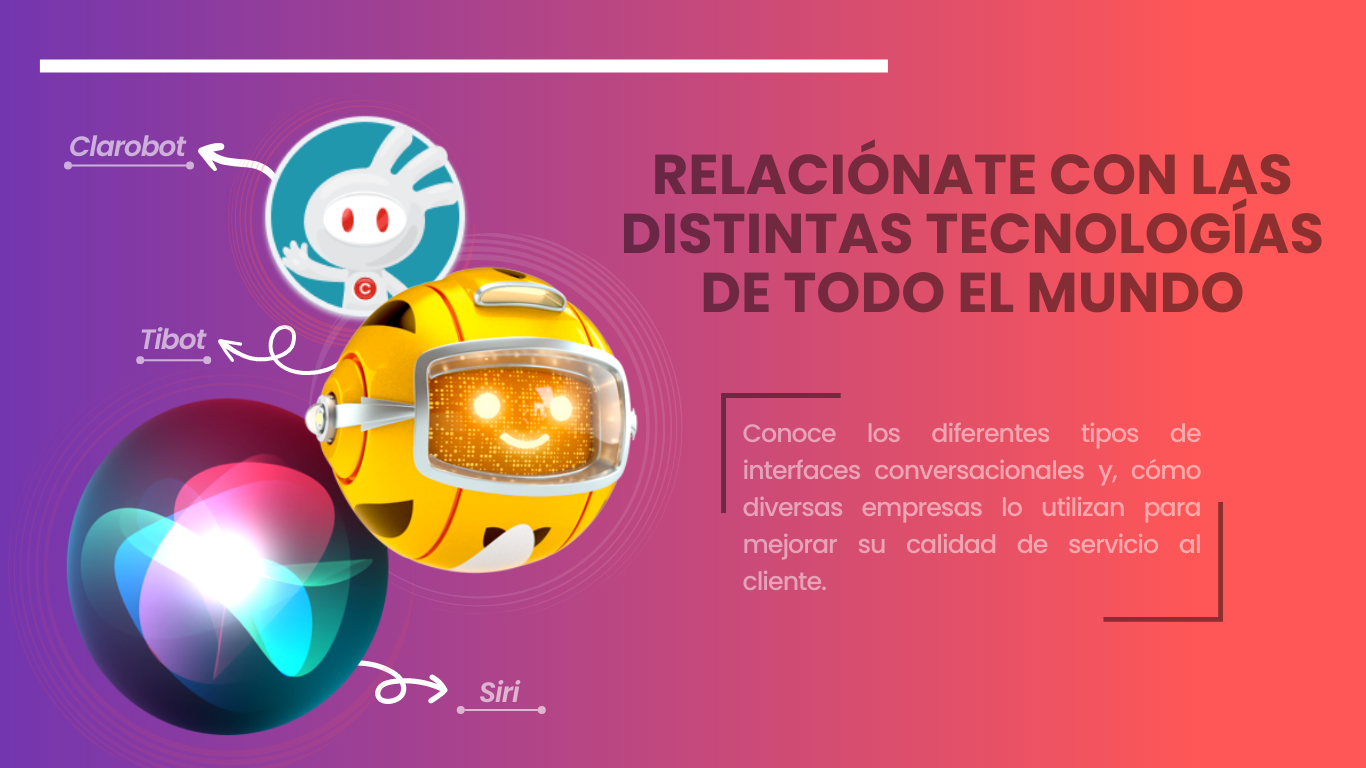 Clarobot
RELACIÓNATE CON LAS
DISTINTAS TECNOLOGÍAS
DE TODO EL MUNDO
C
Tibot
Conoce los diferentes tipos de
interfaces conversacionales y, cómo
diversas empresas lo utilizan para
mejorar su calidad de servicio al
cliente.
Siri